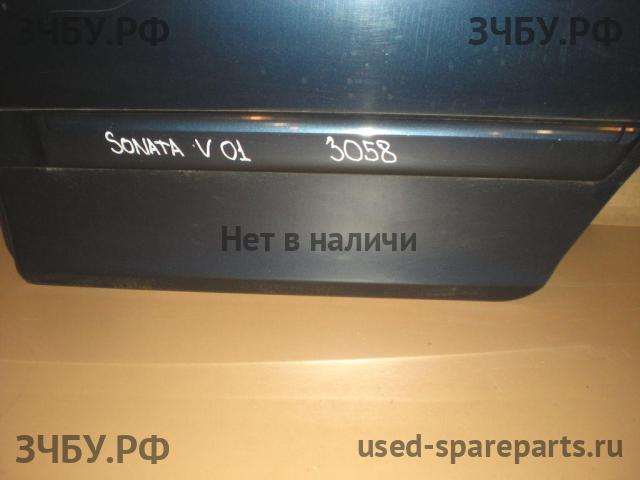 ЗЧБУ.РФ ЗЧБУ.РФ
SONATA V 01 3058
Нет в наличи
ЗЧБУ.РФ used-spareparts.ru